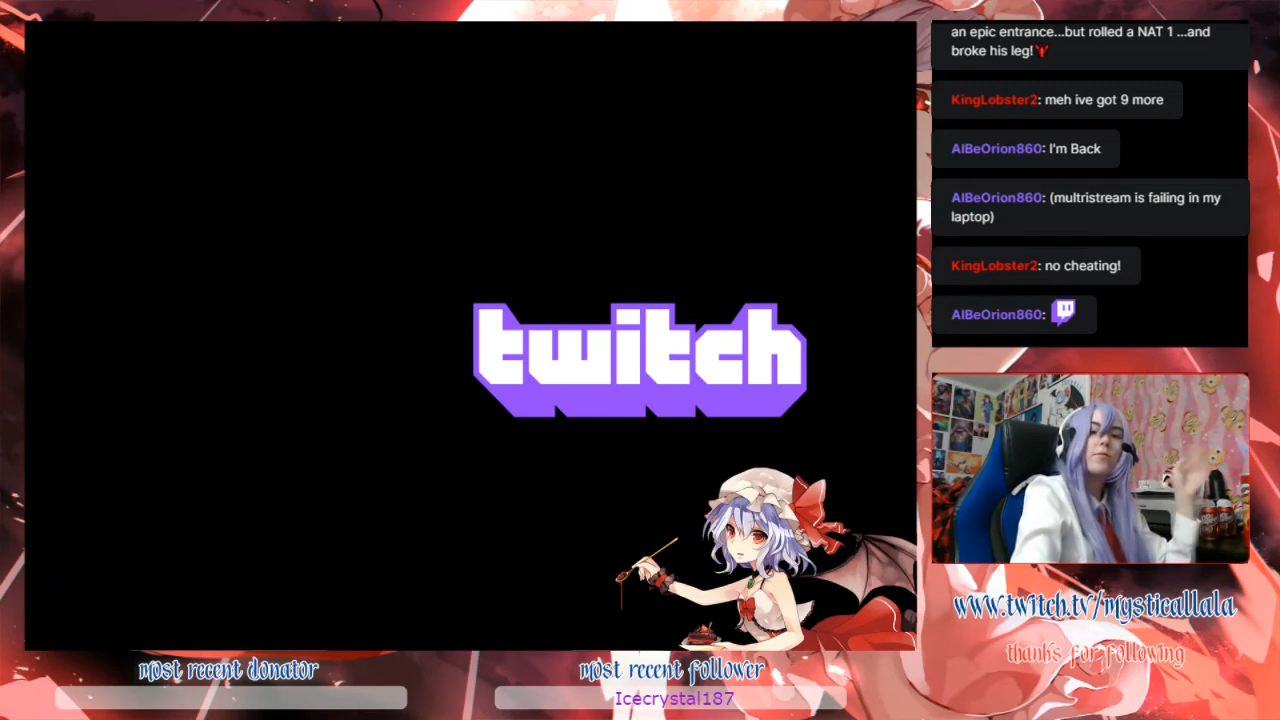 an epic entrance...but rolled a NAT 1 ...and
broke his leg!
KingLobster2: meh ive got 9 more
AlBeOrion860: I'm Back
AlBeOrion860: (multristream is failing in my
laptop)
KingLobster2: no cheating!
AlBeOrion860:
twitch
www.twitch.tv/mysticallala
thanks for following
most recent donator
most recent follower
Icecrystal187